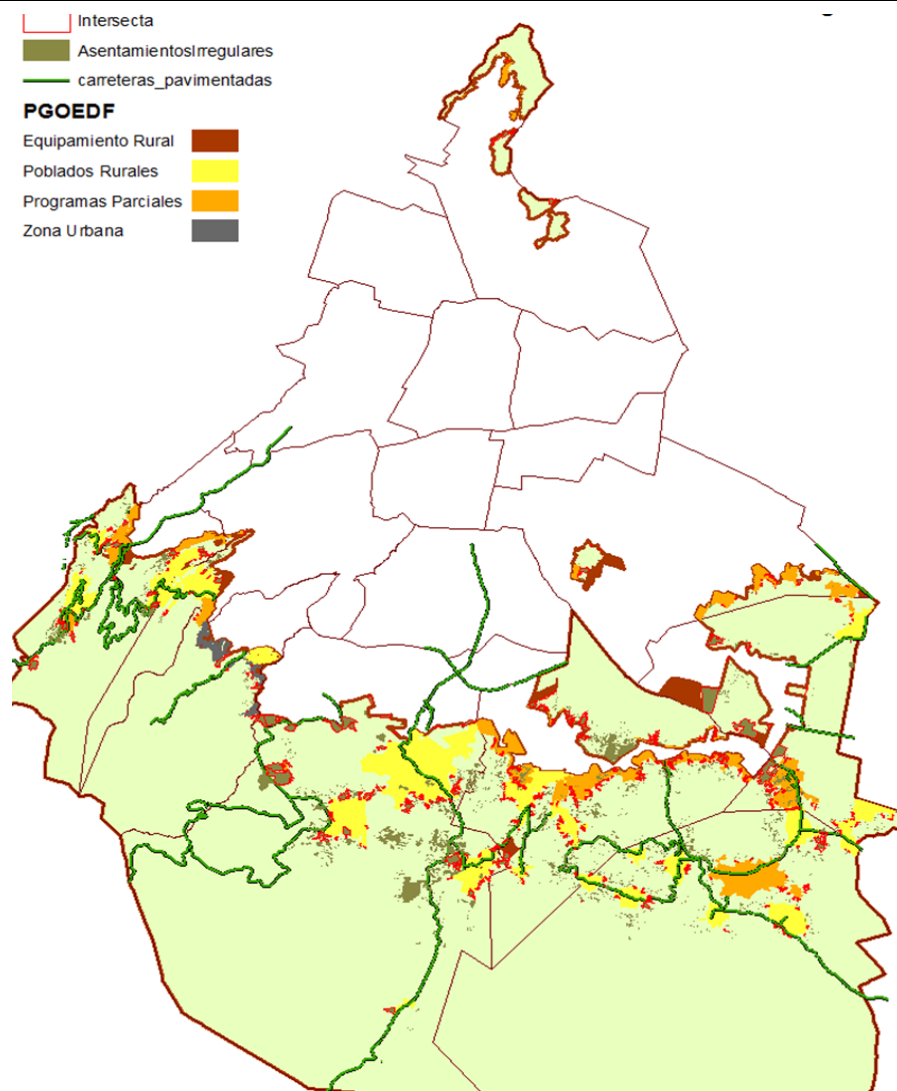 Intersecta
AsentamientosIrregulares
carreteras_pavimentadas
PGOEDF
Equipamiento Rural
Poblados Rurales
Programas Parciales
Zona Urbana